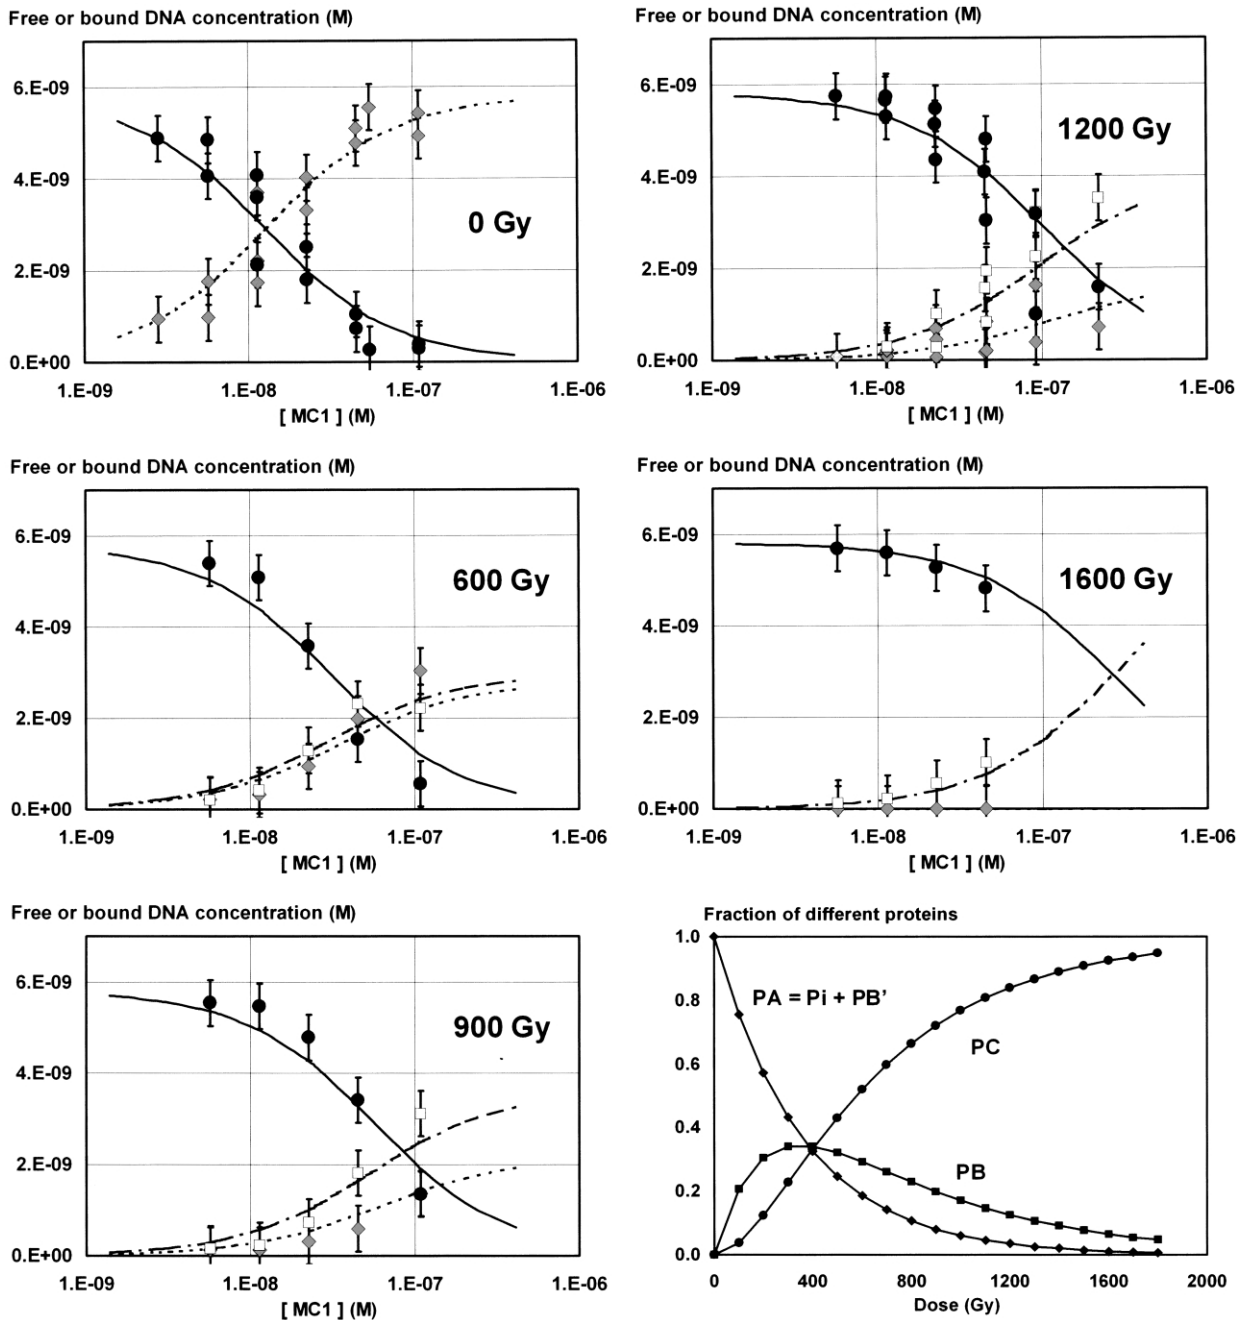 Free or bound DNA concentration (M)
6.E-09
4.E-09
2.E-09
0.E+00
0 Gy
1.E-09 1.E-08 1.E-07 1.E-06
[ MC1 ] (M)
Free or bound DNA concentration (M)
6.E-09
4.E-09
2.E-09
0.E+00
1200 Gy
1.E-09 1.E-08 1.E-07 1.E-06
[ MC1 ] (M)
Free or bound DNA concentration (M)
6.E-09
4.E-09
2.E-09
0.E+00
600 Gy
1.E-09 1.E-08 1.E-07 1.E-06
[ MC1 ] (M)
Free or bound DNA concentration (M)
6.E-09
4.E-09
2.E-09
0.E+00
1600 Gy
1.E-09 1.E-08 1.E-07 1.E-06
[ MC1 ] (M)
Free or bound DNA concentration (M)
6.E-09
4.E-09
2.E-09
0.E+00
900 Gy
1.E-09 1.E-08 1.E-07 1.E-06
[ MC1 ] (M)
Fraction of different proteins
1.0
0.8
0.6
0.4
0.2
0.0
PA = Pi + PB’
PC
PB
0 400 800 1200 1600 2000
Dose (Gy)